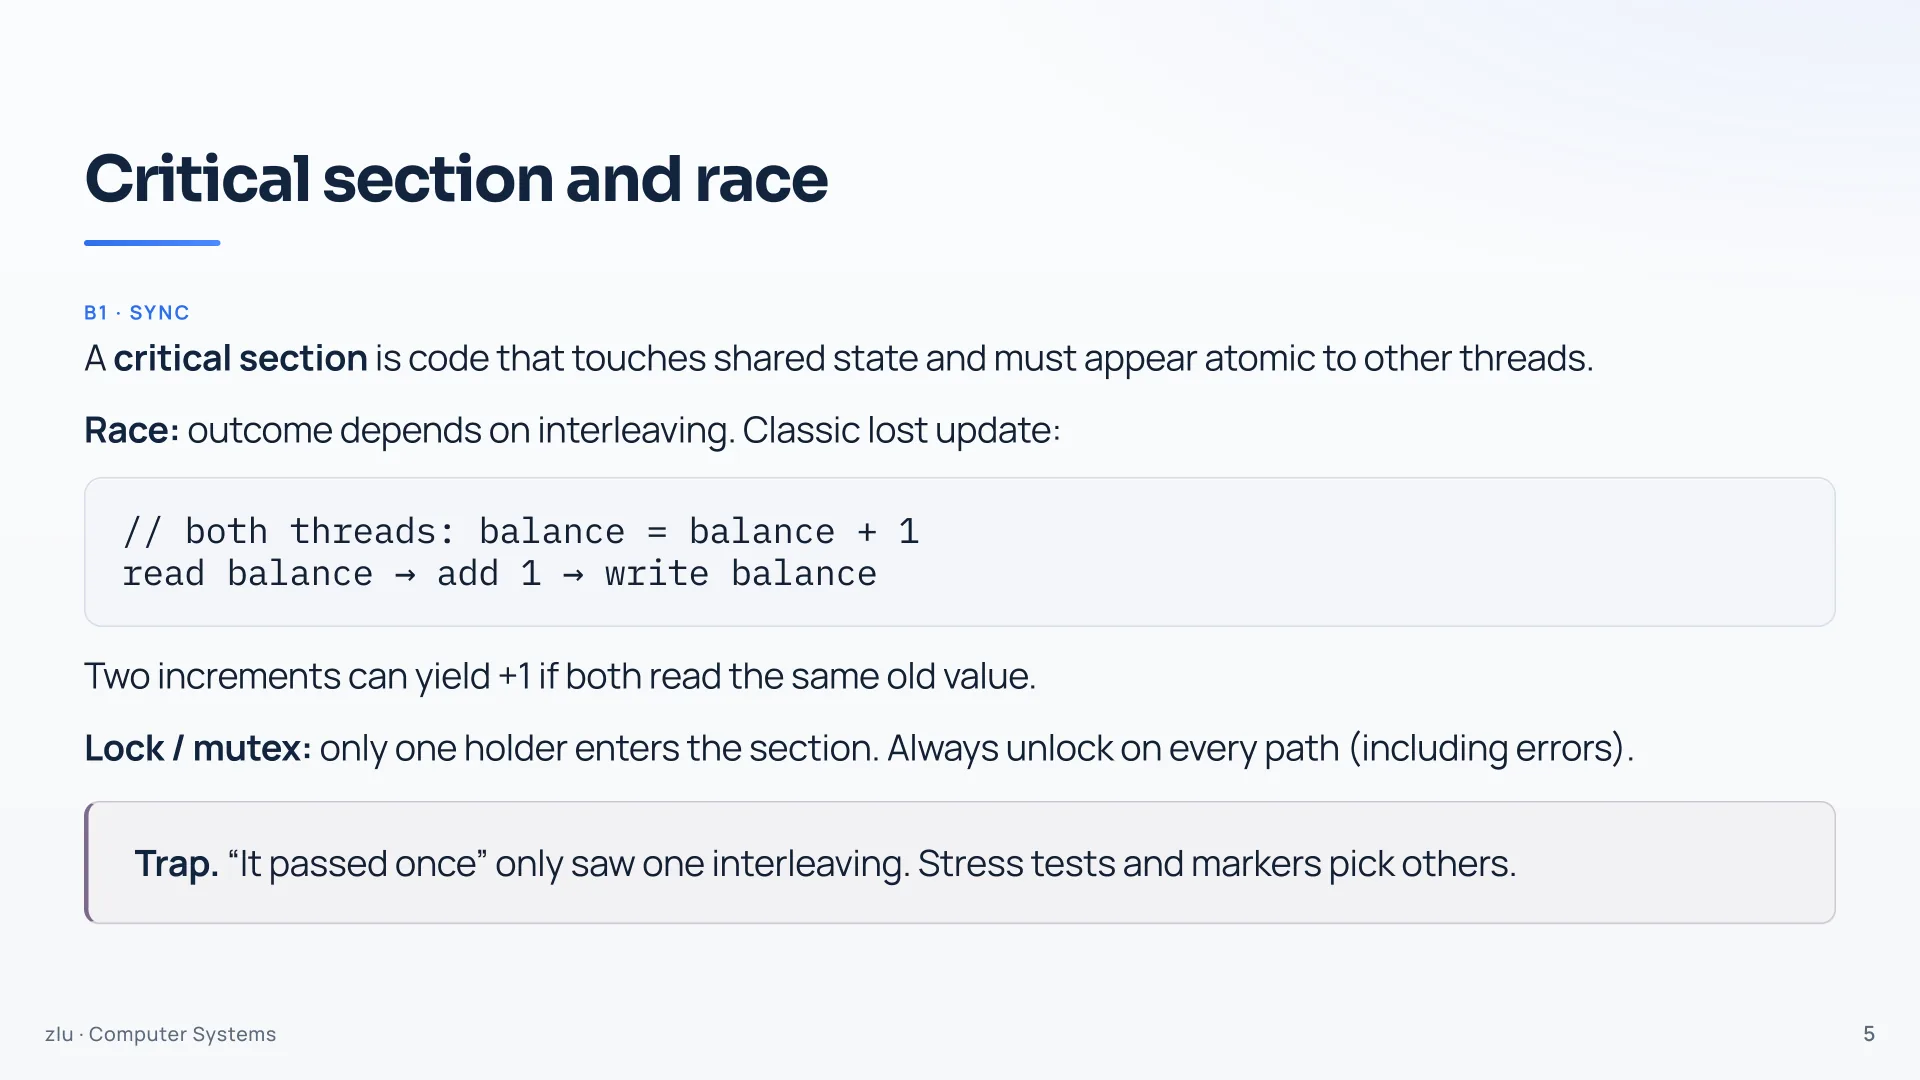 Critical section and race
B1 · SYNC
A critical section is code that touches shared state and must appear atomic to other threads.
Race: outcome depends on interleaving. Classic lost update:
// both threads: balance = balance + 1
read balance → add 1 → write balance
Two increments can yield +1 if both read the same old value.
Lock / mutex: only one holder enters the section. Always unlock on every path (including errors).
Trap. “It passed once” only saw one interleaving. Stress tests and markers pick others.
zlu · Computer Systems
5